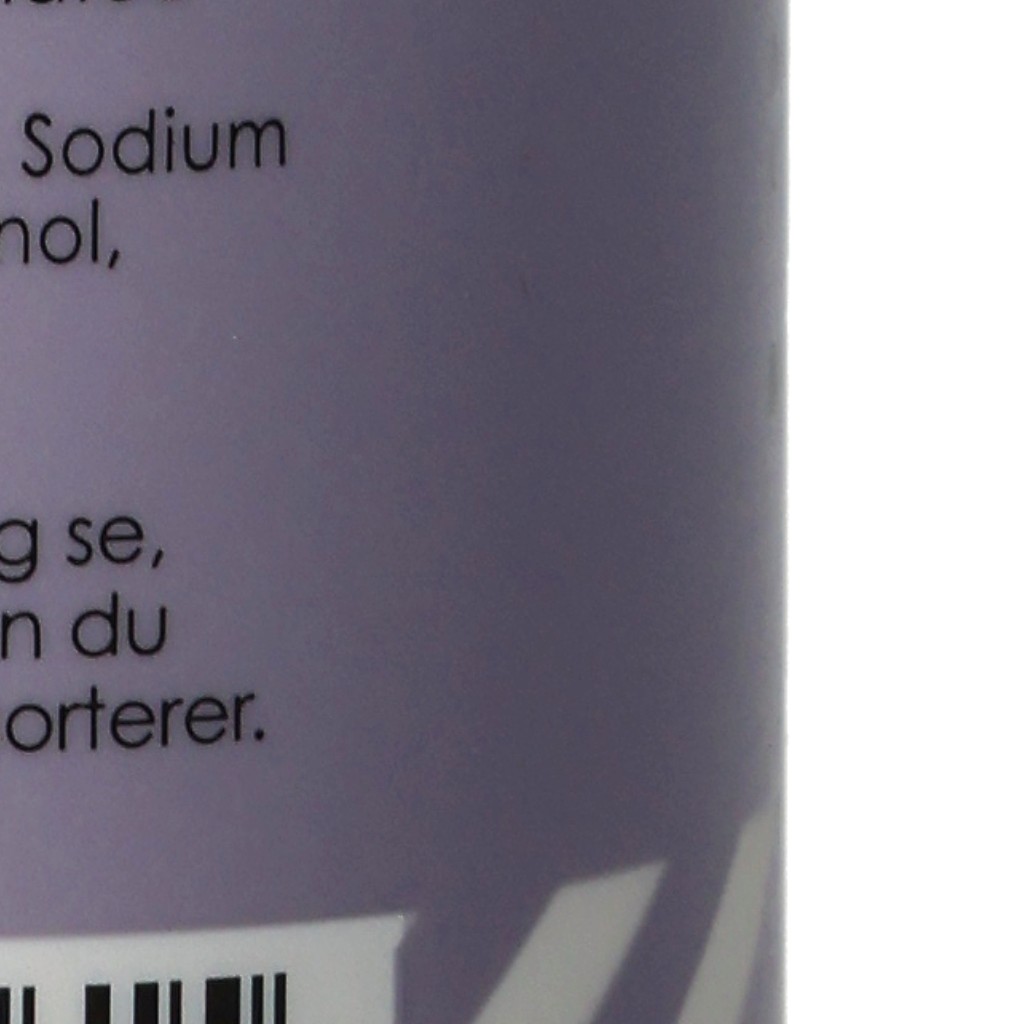 Sodium
nol,
g se,
n du
orterer.